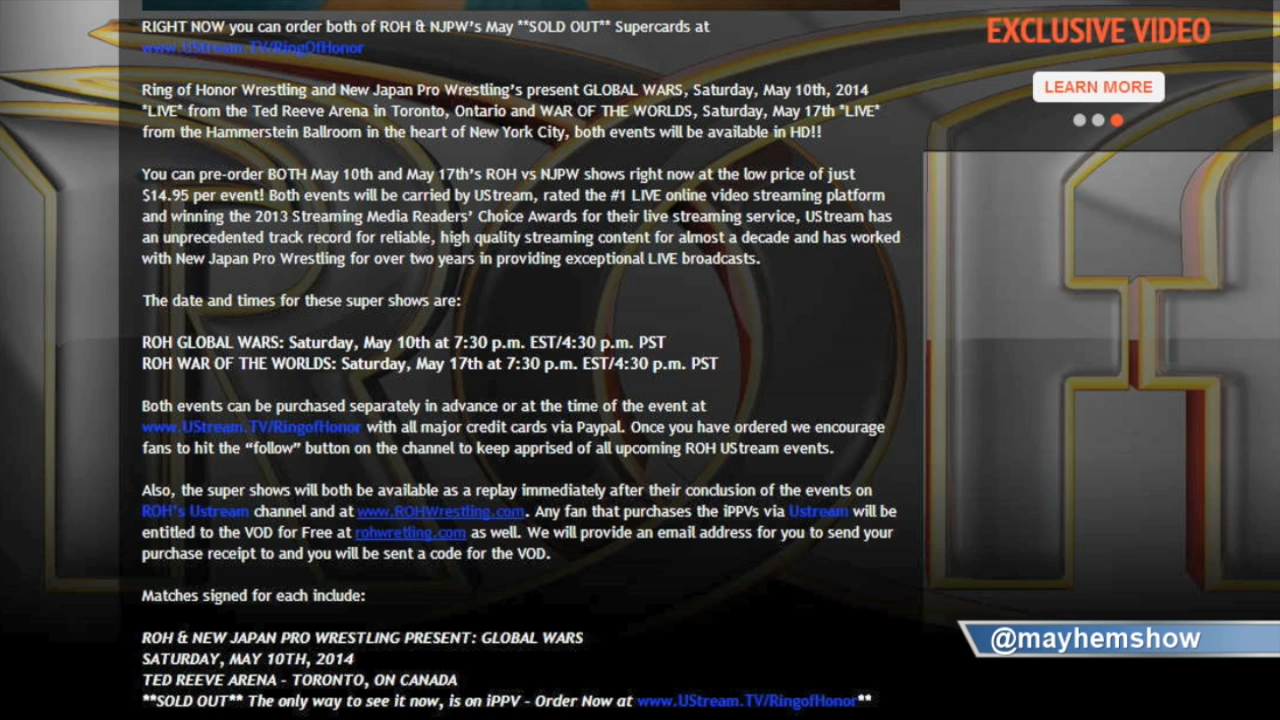 RIGHT NOW you can order both of ROH & NJPW's May **SOLD OUT** Supercards at
www.UStream.TV/RingOfHonor
Ring of Honor Wrestling and New Japan Pro Wrestling's present GLOBAL WARS, Saturday, May 10th, 2014
*LIVE* from the Ted Reeve Arena in Toronto, Ontario and WAR OF THE WORLDS, Saturday, May 17th *LIVE*
from the Hammerstein Ballroom in the heart of New York City, both events will be available in HD!!
You can pre-order BOTH May 10th and May 17th's ROH vs NJPW shows right now at the low price of just
$14.95 per event! Both events will be carried by UStream, rated the #1 LIVE online video streaming platform
and winning the 2013 Streaming Media Readers' Choice Awards for their live streaming service, UStream has
an unprecedented track record for reliable, high quality streaming content for almost a decade and has worked
with New Japan Pro Wrestling for over two years in providing exceptional LIVE broadcasts.
The date and times for these super shows are:
ROH GLOBAL WARS: Saturday, May 10th at 7:30 p.m. EST/4:30 p.m. PST
ROH WAR OF THE WORLDS: Saturday, May 17th at 7:30 p.m. EST/4:30 p.m. PST
Both events can be purchased separately in advance or at the time of the event at
www.UStream.TV/RingofHonor with all major credit cards via Paypal. Once you have ordered we encourage
fans to hit the "follow" button on the channel to keep apprised of all upcoming ROH UStream events.
Also, the super shows will both be available as a replay immediately after their conclusion of the events on
ROH's Ustream channel and at www.ROHWrestling.com. Any fan that purchases the iPPVs via Ustream will be
entitled to the VOD for Free at rohwretling.com as well. We will provide an email address for you to send your
purchase receipt to and you will be sent a code for the VOD.
Matches signed for each include:
ROH & NEW JAPAN PRO WRESTLING PRESENT: GLOBAL WARS
SATURDAY, MAY 10TH, 2014
TED REEVE ARENA - TORONTO, ON CANADA
**SOLD OUT** The only way to see it now, is on iPPV - Order Now at www.UStream.TV/RingofHonor**
EXCLUSIVE VIDEO
LEARN MORE
@mayhemshow